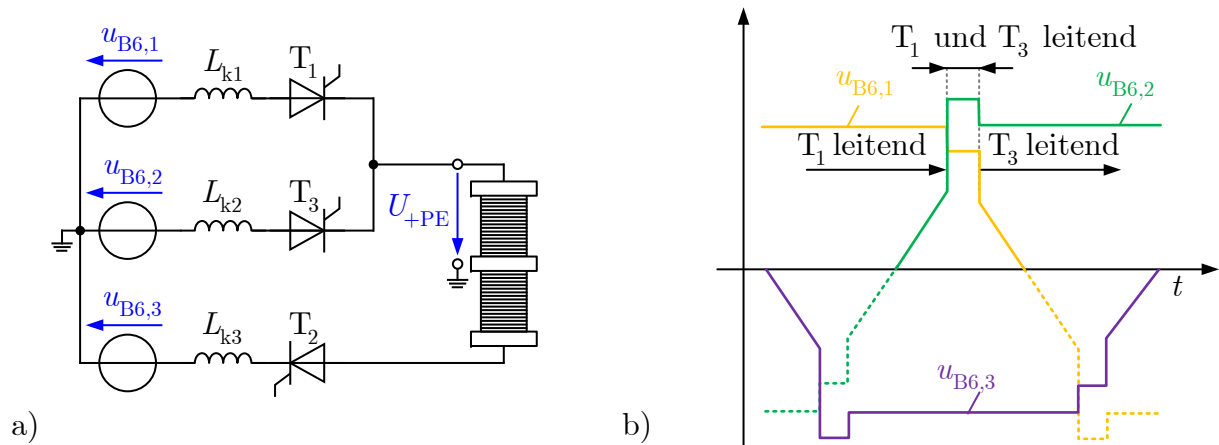 u_B6,1
L_k1
T_1
u_B6,2
L_k2
T_3
U_+PE
u_B6,3
L_k3
T_2
a)
T_1 und T_3 leitend
u_B6,1
u_B6,2
T_1 leitend
T_3 leitend
t
u_B6,3
b)